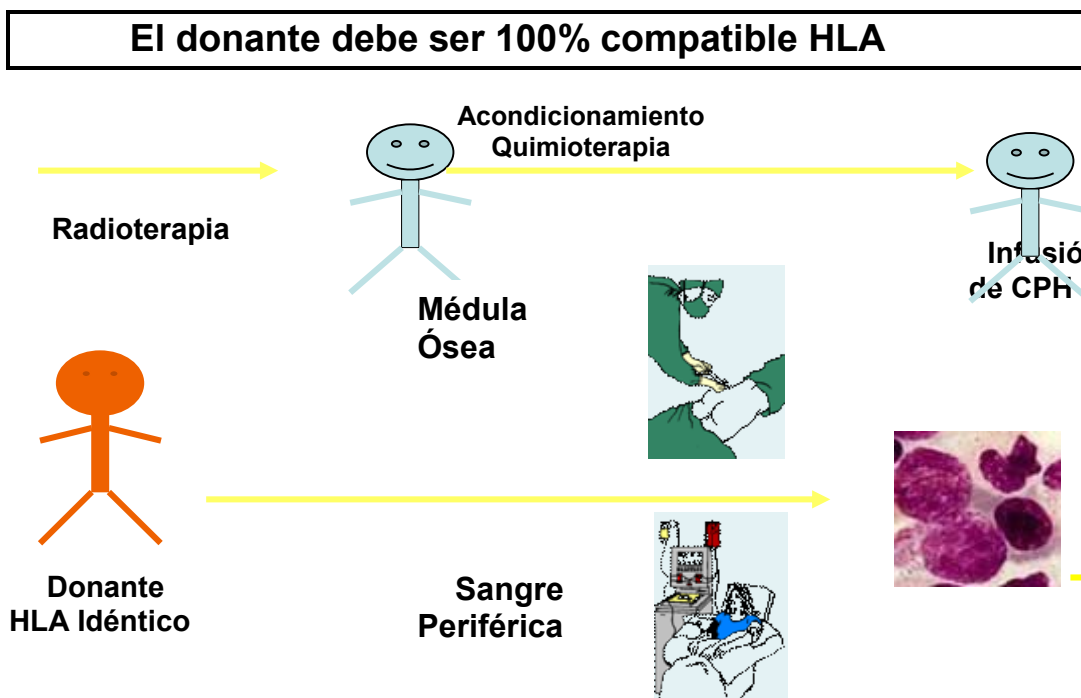 El donante debe ser 100% compatible HLA
Acondicionamiento
Quimioterapia
Radioterapia
Infusió
de CPH
Médula
Ósea
Donante
HLA Idéntico
Sangre
Periférica